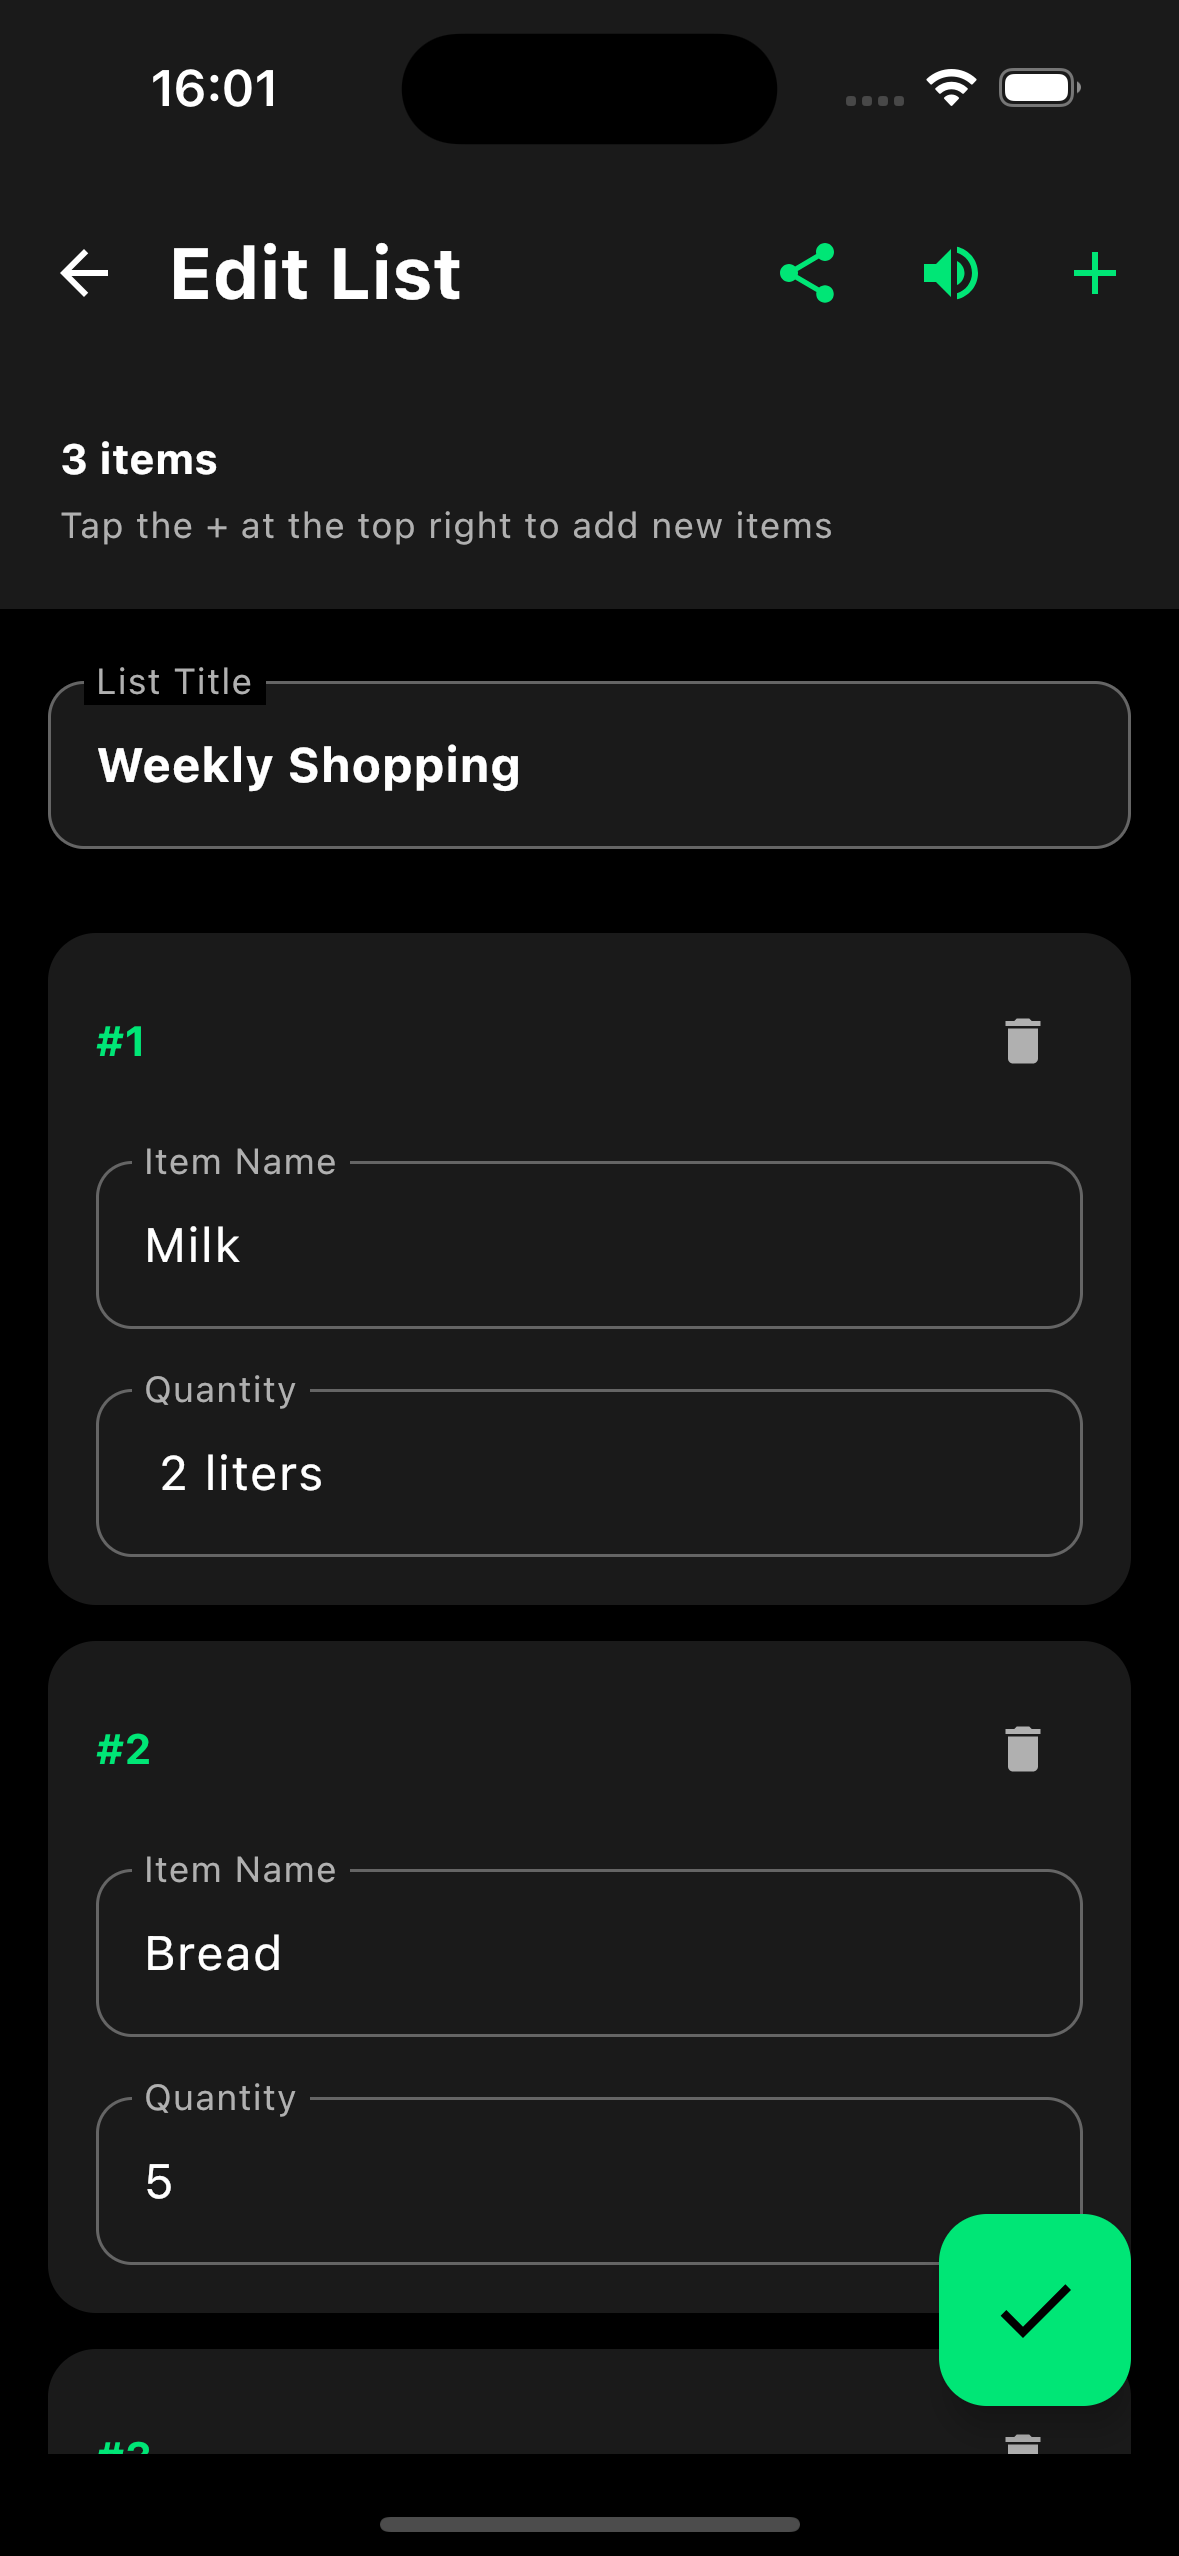 16:01
Edit List
3 items
Tap the + at the top right to add new items
List Title
Weekly Shopping
#1
Item Name
Milk
Quantity
2 liters
#2
Item Name
Bread
Quantity
5